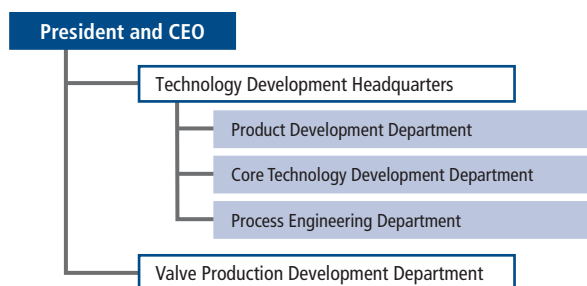 President and CEO
Technology Development Headquarters
Product Development Department
Core Technology Development Department
Process Engineering Department
Valve Production Development Department